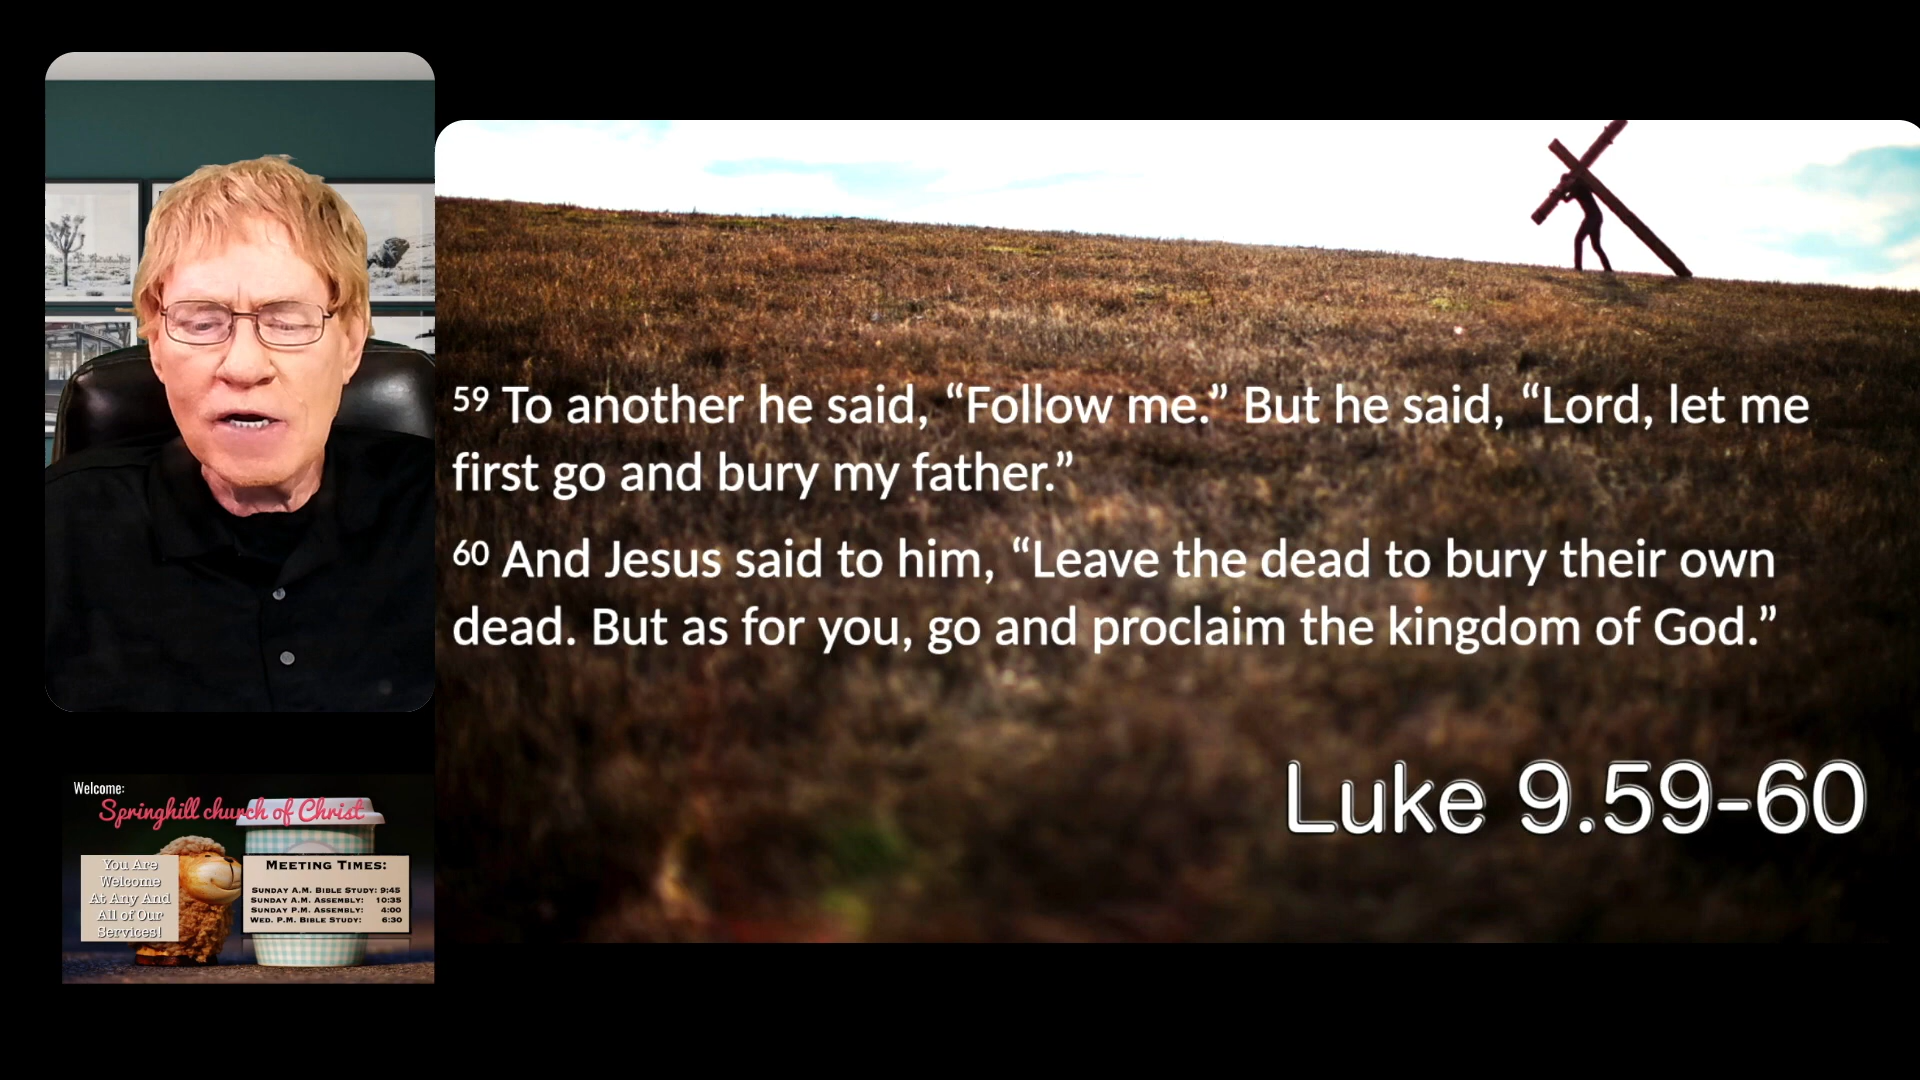 59 To another he said, “Follow me.” But he said, “Lord, let me
first go and bury my father.”
60 And Jesus said to him, “Leave the dead to bury their own
dead. But as for you, go and proclaim the kingdom of God.”
Luke 9.59-60
Welcome:
Springhill church of Christ
You Are
Welcome
At Any And
All of Our
Services!
MEETING TIMES:
SUNDAY A.M. BIBLE STUDY: 9:45
SUNDAY A.M. ASSEMBLY: 10:35
SUNDAY P.M. ASSEMBLY: 4:00
WED. P.M. BIBLE STUDY: 6:30